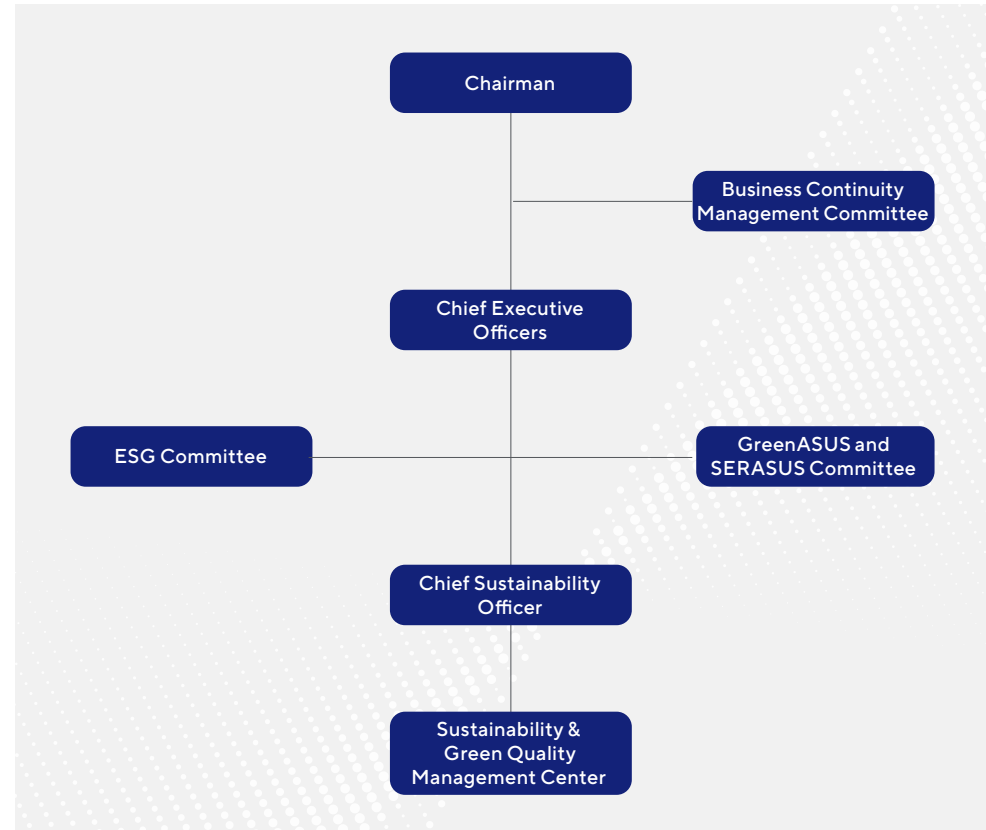 Chairman
Business Continuity
Management Committee
Chief Executive
Officers
ESG Committee
GreenASUS and
SERASUS Committee
Chief Sustainability
Officer
Sustainability &
Green Quality
Management Center